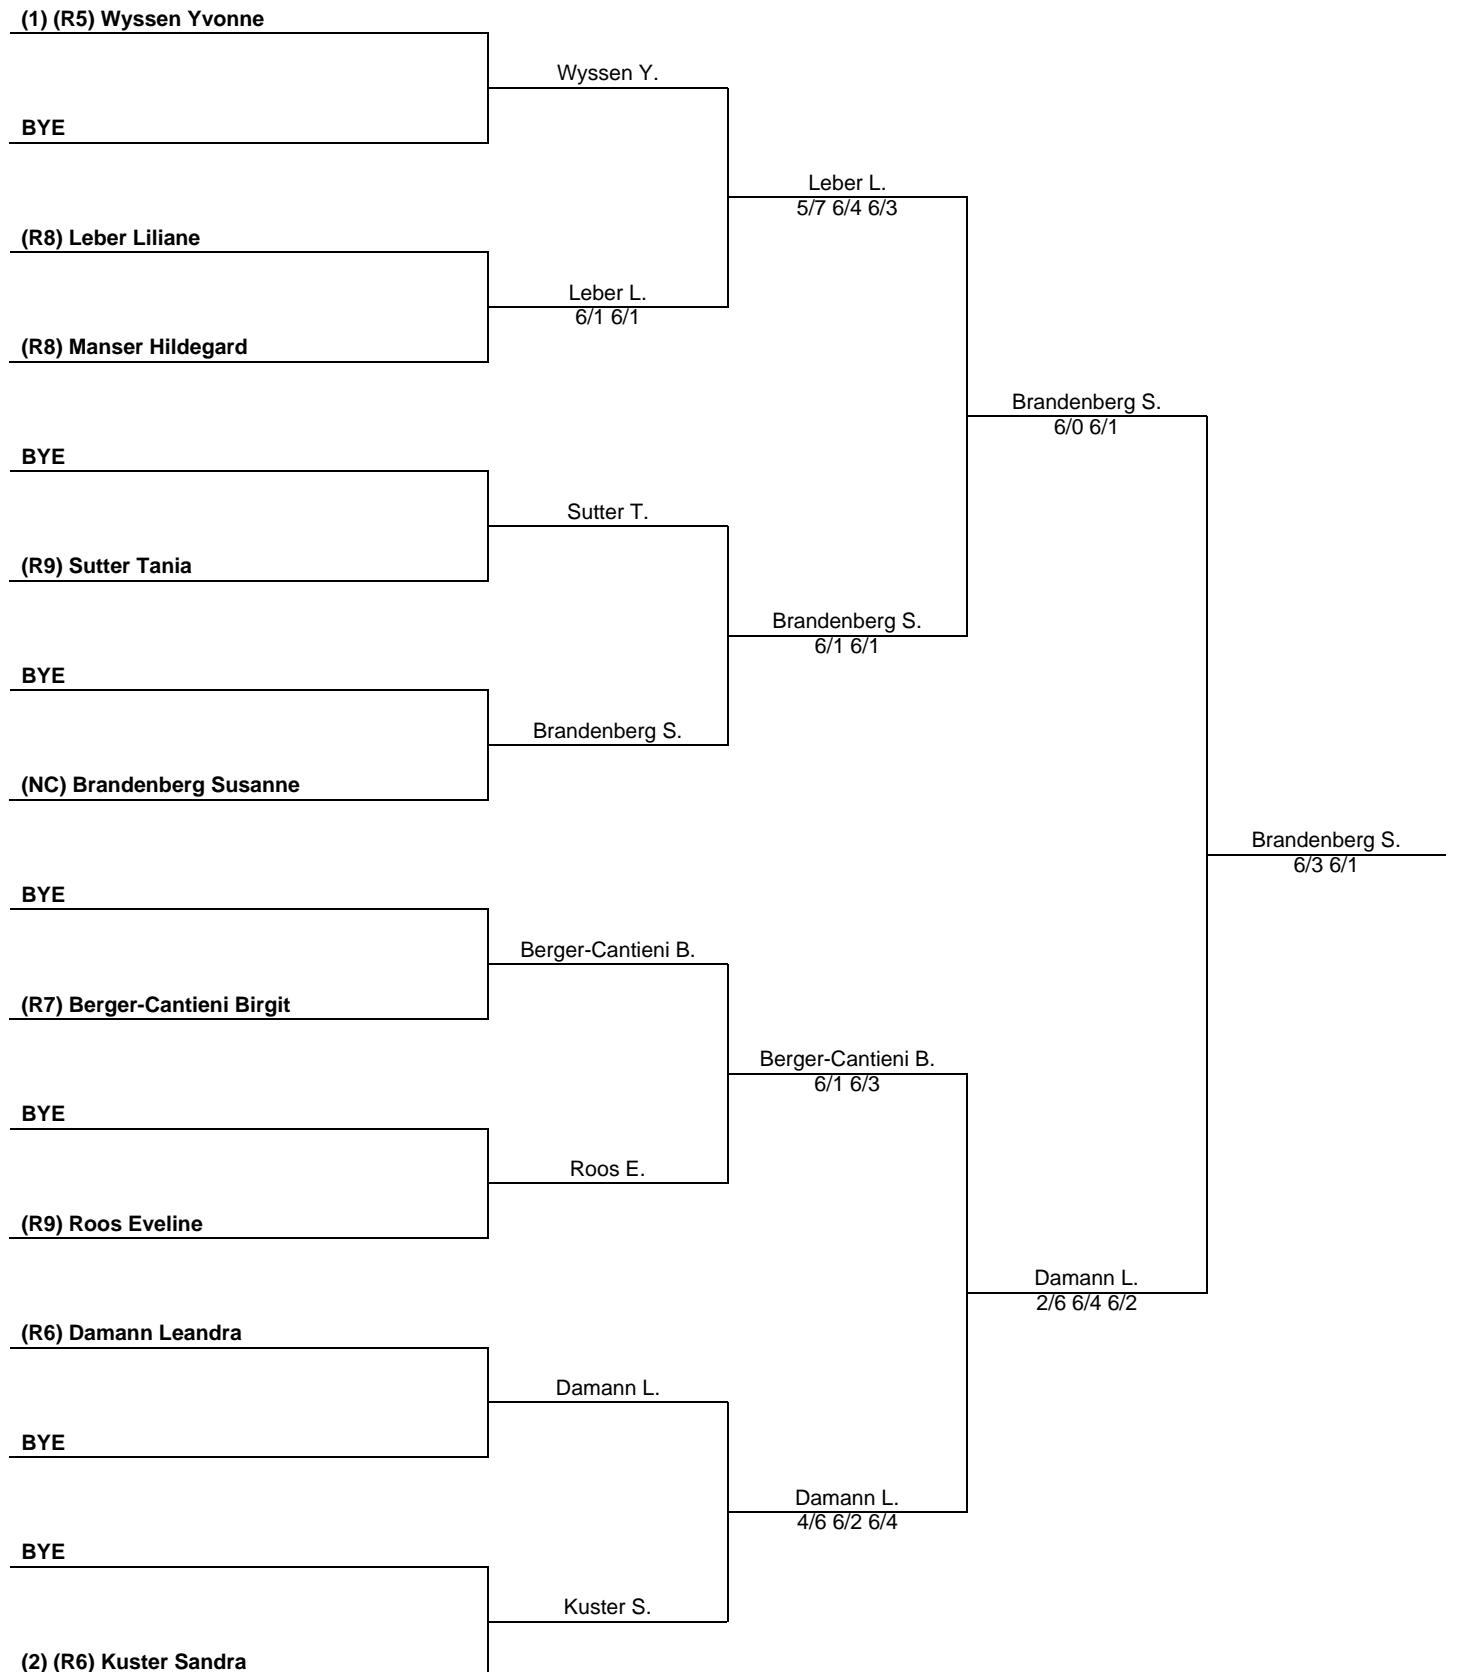 (1) (R5) Wyssen Yvonne
Wyssen Y.
BYE
Leber L.
5/7 6/4 6/3
(R8) Leber Liliane
Leber L.
6/1 6/1
(R8) Manser Hildegard
Brandenberg S.
6/0 6/1
BYE
Sutter T.
(R9) Sutter Tania
Brandenberg S.
6/1 6/1
BYE
Brandenberg S.
(NC) Brandenberg Susanne
Brandenberg S.
6/3 6/1
BYE
Berger-Cantieni B.
(R7) Berger-Cantieni Birgit
Berger-Cantieni B.
6/1 6/3
BYE
Roos E.
(R9) Roos Eveline
Damann L.
2/6 6/4 6/2
(R6) Damann Leandra
Damann L.
BYE
Damann L.
4/6 6/2 6/4
BYE
Kuster S.
(2) (R6) Kuster Sandra